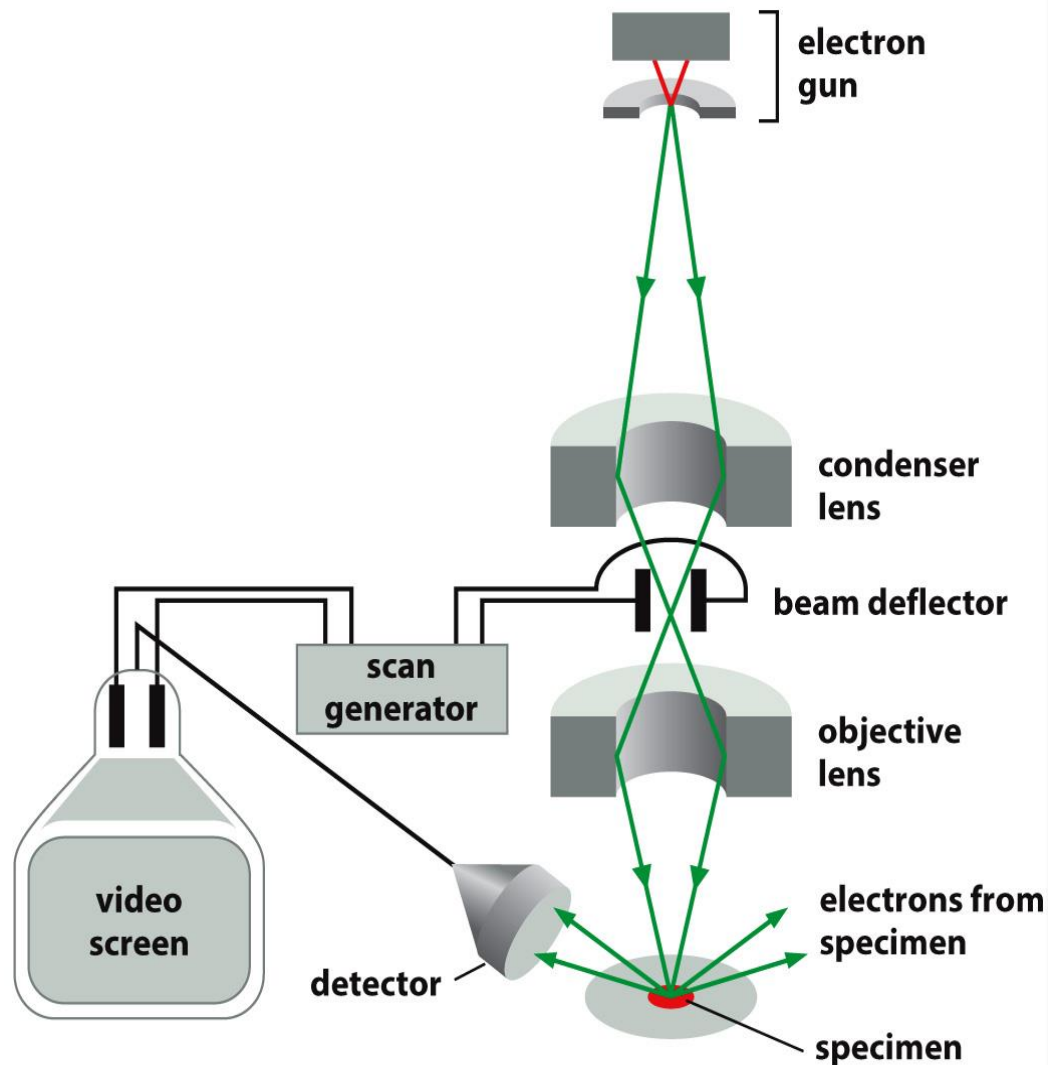 electron
gun
condenser
lens
beam deflector
scan
generator
objective
lens
video
screen
electrons from
specimen
detector
specimen